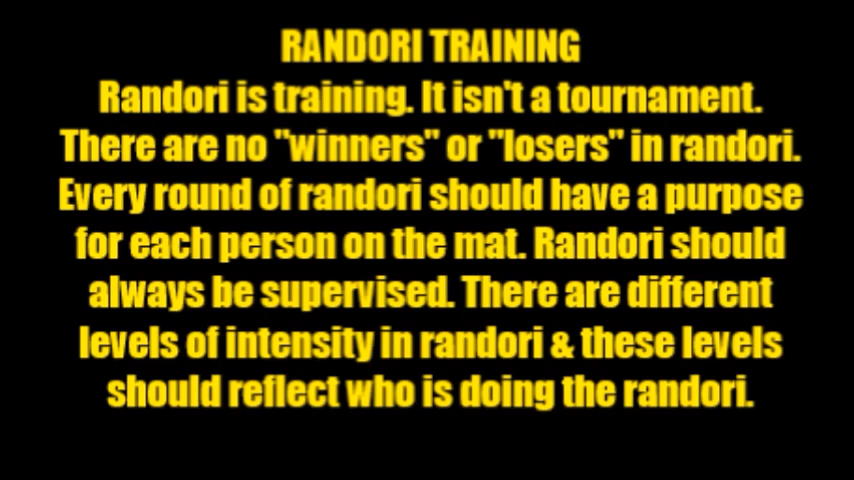 RANDORI TRAINING
Randori is training. It isn't a tournament.
There are no "winners" or "losers" in randori.
Every round of randori should have a purpose
for each person on the mat. Randori should
always be supervised. There are different
levels of intensity in randori & these levels
should reflect who is doing the randori.